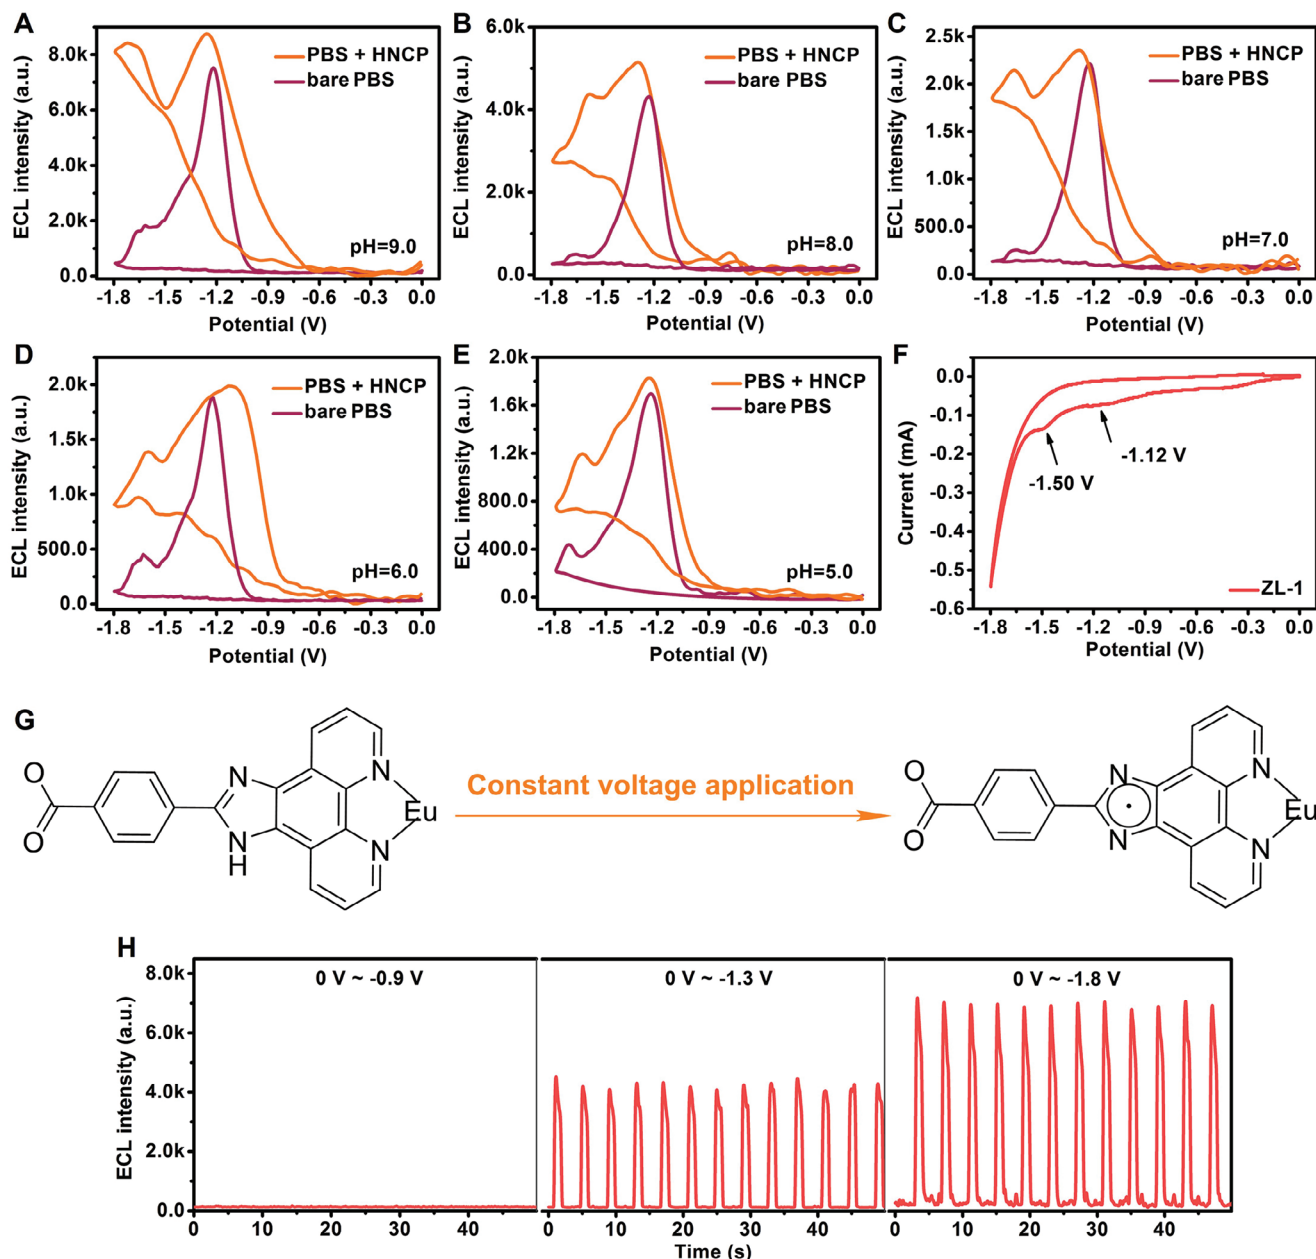 A
8.0k
6.0k
4.0k
2.0k
0.0
ECL intensity (a.u.)
PBS + HNCP
bare PBS
pH=9.0
-1.8 -1.5 -1.2 -0.9 -0.6 -0.3 0.0
Potential (V)
B
6.0k
4.0k
2.0k
0.0
ECL intensity (a.u.)
PBS + HNCP
bare PBS
pH=8.0
-1.8 -1.5 -1.2 -0.9 -0.6 -0.3 0.0
Potential (V)
C
2.5k
2.0k
1.5k
1.0k
500.0
0.0
ECL intensity (a.u.)
PBS + HNCP
bare PBS
pH=7.0
-1.8 -1.5 -1.2 -0.9 -0.6 -0.3 0.0
Potential (V)
D
2.0k
1.5k
1.0k
500.0
0.0
ECL intensity (a.u.)
PBS + HNCP
bare PBS
pH=6.0
-1.8 -1.5 -1.2 -0.9 -0.6 -0.3 0.0
Potential (V)
E
2.0k
1.6k
1.2k
800.0
400.0
0.0
ECL intensity (a.u.)
PBS + HNCP
bare PBS
pH=5.0
-1.8 -1.5 -1.2 -0.9 -0.6 -0.3 0.0
Potential (V)
F
0.0
-0.1
-0.2
-0.3
-0.4
-0.5
-0.6
Current (mA)
-1.12 V
-1.50 V
ZL-1
-1.8 -1.5 -1.2 -0.9 -0.6 -0.3 0.0
Potential (V)
G
O
O
N
N
H
N
N
Eu
Constant voltage application
O
O
N
N
N
N
Eu
H
8.0k
6.0k
4.0k
2.0k
0.0
ECL intensity (a.u.)
0 V ~ -0.9 V
0 V ~ -1.3 V
0 V ~ -1.8 V
0 10 20 30 40
0 10 20 30 40
0 10 20 30 40
Time (s)